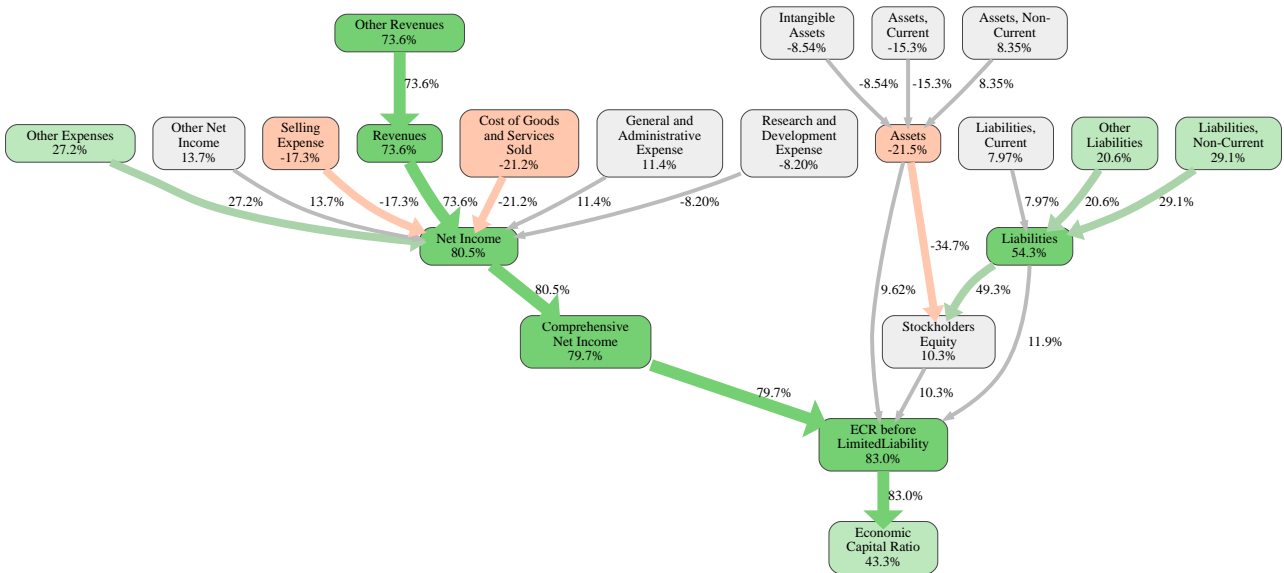 Other Revenues
73.6%
Intangible
Assets
-8.54%
Assets,
Current
-15.3%
Assets, Non-
Current
8.35%
73.6%
-8.54%
-15.3%
8.35%
Other Expenses
27.2%
Other Net
Income
13.7%
Selling
Expense
-17.3%
Revenues
73.6%
Cost of Goods
and Services
Sold
-21.2%
General and
Administrative
Expense
11.4%
Research and
Development
Expense
-8.20%
Assets
-21.5%
Liabilities,
Current
7.97%
Other
Liabilities
20.6%
Liabilities,
Non-Current
29.1%
27.2%
13.7%
-17.3%
73.6%
-21.2%
11.4%
-8.20%
7.97%
20.6%
29.1%
Net Income
80.5%
-34.7%
Liabilities
54.3%
80.5%
9.62%
49.3%
Comprehensive
Net Income
79.7%
Stockholders
Equity
10.3%
11.9%
79.7%
10.3%
ECR before
LimitedLiability
83.0%
83.0%
Economic
Capital Ratio
43.3%